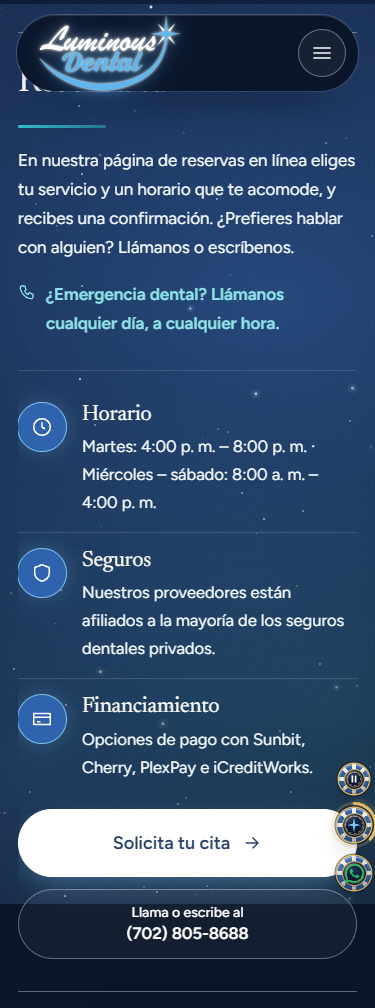 Luminous
Dental
En nuestra página de reservas en línea eliges
tu servicio y un horario que te acomode, y
recibes una confirmación. ¿Prefieres hablar
con alguien? Llámanos o escríbenos.
¿Emergencia dental? Llámanos
cualquier día, a cualquier hora.
Horario
Martes: 4:00 p. m. – 8:00 p. m. ·
Miércoles – sábado: 8:00 a. m. –
4:00 p. m.
Seguros
Nuestros proveedores están
afiliados a la mayoría de los seguros
dentales privados.
Financiamiento
Opciones de pago con Sunbit,
Cherry, PlexPay e iCreditWorks.
Solicita tu cita →
Llama o escribe al
(702) 805-8688